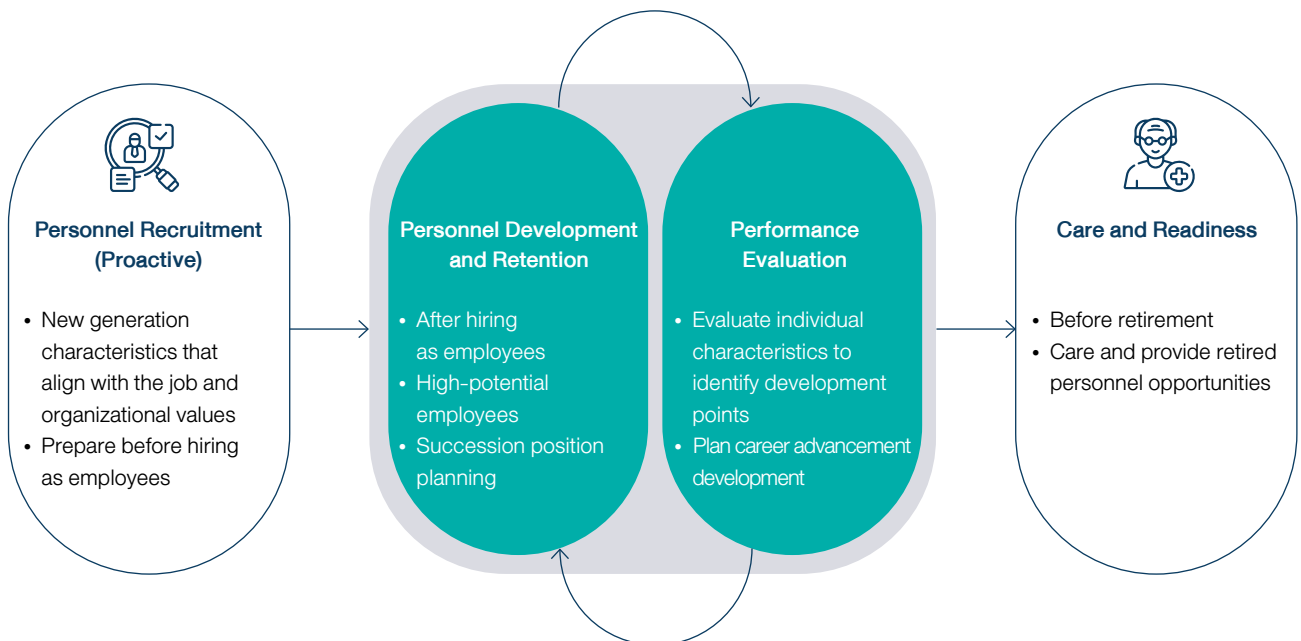 Personnel Recruitment
(Proactive)
• New generation
characteristics that
align with the job and
organizational values
• Prepare before hiring
as employees
Personnel Development
and Retention
• After hiring
as employees
• High-potential
employees
• Succession position
planning
Performance
Evaluation
• Evaluate individual
characteristics to
identify development
points
• Plan career advancement
development
Care and Readiness
• Before retirement
• Care and provide retired
personnel opportunities